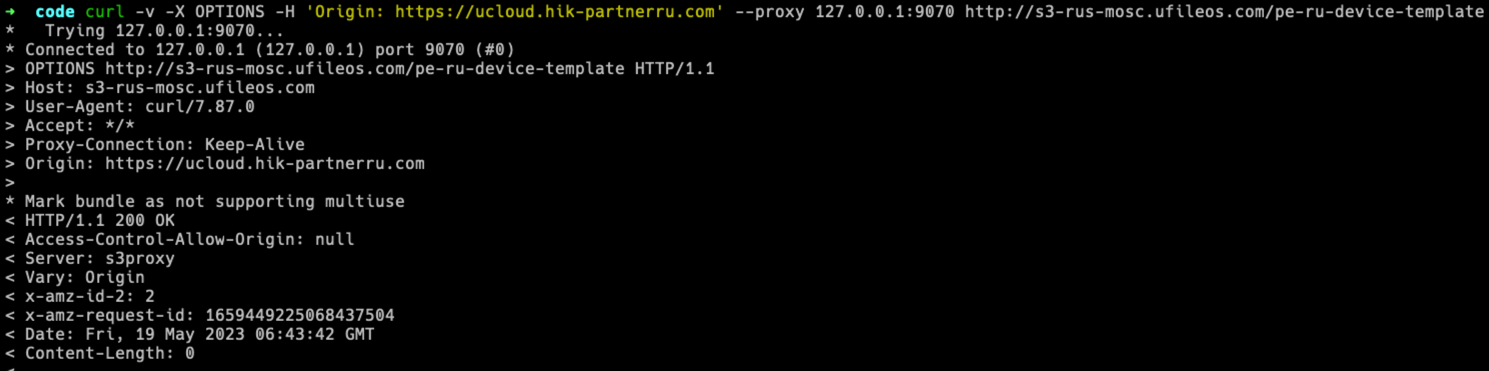 ➜  code curl -v -X OPTIONS -H 'Origin: https://ucloud.hik-partnerru.com' --proxy 127.0.0.1:9070 http://s3-rus-mosc.ufileos.com/pe-ru-device-template
*   Trying 127.0.0.1:9070...
* Connected to 127.0.0.1 (127.0.0.1) port 9070 (#0)
> OPTIONS http://s3-rus-mosc.ufileos.com/pe-ru-device-template HTTP/1.1
> Host: s3-rus-mosc.ufileos.com
> User-Agent: curl/7.87.0
> Accept: */*
> Proxy-Connection: Keep-Alive
> Origin: https://ucloud.hik-partnerru.com
>
* Mark bundle as not supporting multiuse
< HTTP/1.1 200 OK
< Access-Control-Allow-Origin: null
< Server: s3proxy
< Vary: Origin
< x-amz-id-2: 2
< x-amz-request-id: 1659449225068437504
< Date: Fri, 19 May 2023 06:43:42 GMT
< Content-Length: 0
<